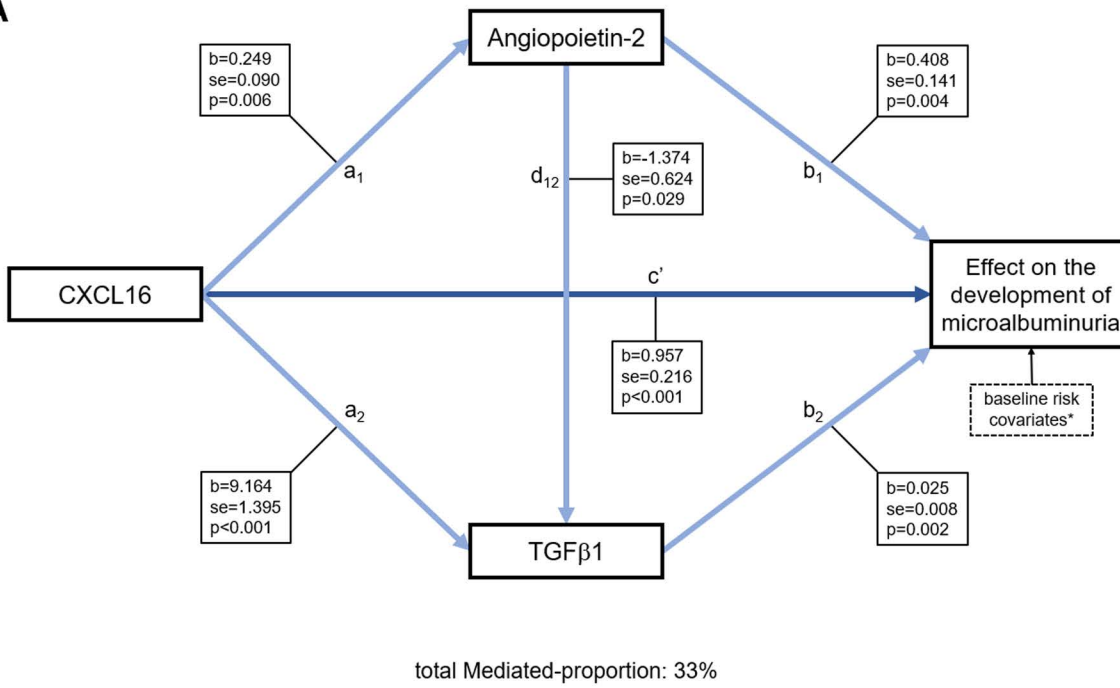 A
Angiopoietin-2
b=0.249
se=0.090
p=0.006
b=0.408
se=0.141
p=0.004
a₁
d₁₂
b=-1.374
se=0.624
p=0.029
b₁
CXCL16
c’
Effect on the
development of
microalbuminuria
b=0.957
se=0.216
p<0.001
baseline risk
covariates*
a₂
b₂
b=9.164
se=1.395
p<0.001
b=0.025
se=0.008
p=0.002
TGFβ1
total Mediated-proportion: 33%